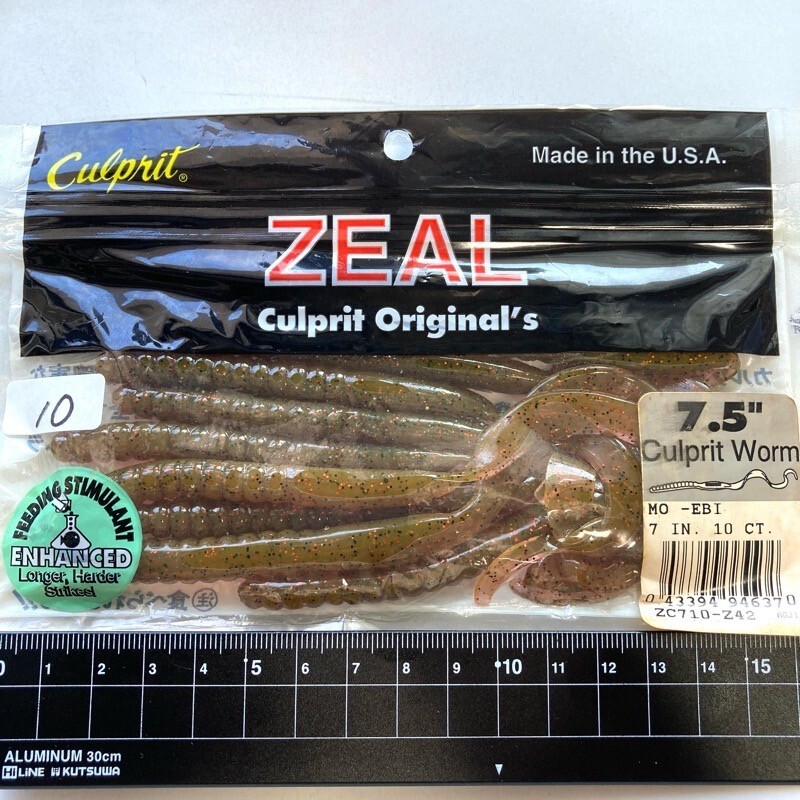 Culprit®
Made in the U.S.A.
ZEAL
Culprit Original's
10
FEEDING STIMULANT
ENHANCED
Longer, Harder
Strikes!
7.5"
Culprit Worm
MO -EBI
7 IN. 10 CT.
0 43394 94637 0
ZC710-Z42
0 1 2 3 4 5 6 7 8 9 10 11 12 13 14 15
ALUMINUM 30cm
Hi LINE KUTSUWA